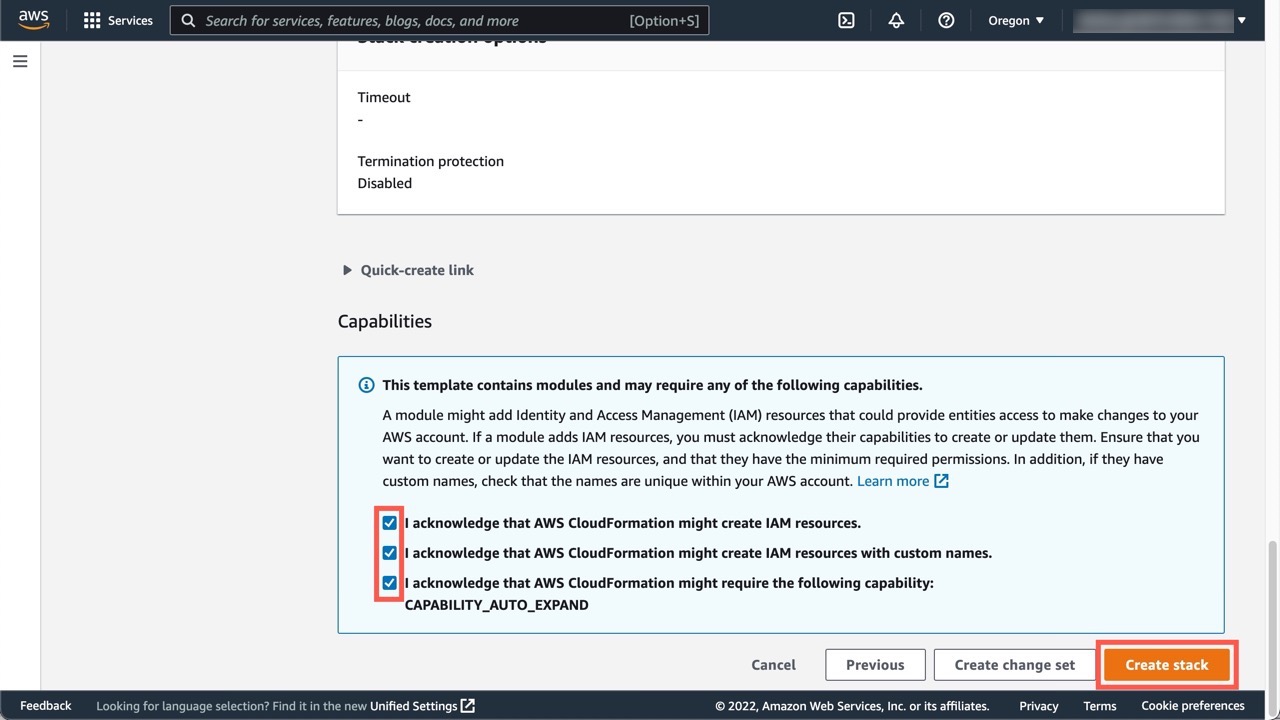 aws
Services
Search for services, features, blogs, docs, and more
[Option+S]
Oregon
Stack creation options
Timeout
-
Termination protection
Disabled
Quick-create link
Capabilities
This template contains modules and may require any of the following capabilities.
A module might add Identity and Access Management (IAM) resources that could provide entities access to make changes to your
AWS account. If a module adds IAM resources, you must acknowledge their capabilities to create or update them. Ensure that you
want to create or update the IAM resources, and that they have the minimum required permissions. In addition, if they have
custom names, check that the names are unique within your AWS account. Learn more
I acknowledge that AWS CloudFormation might create IAM resources.
I acknowledge that AWS CloudFormation might create IAM resources with custom names.
I acknowledge that AWS CloudFormation might require the following capability:
CAPABILITY_AUTO_EXPAND
Cancel
Previous
Create change set
Create stack
Feedback
Looking for language selection? Find it in the new Unified Settings
© 2022, Amazon Web Services, Inc. or its affiliates.
Privacy
Terms
Cookie preferences